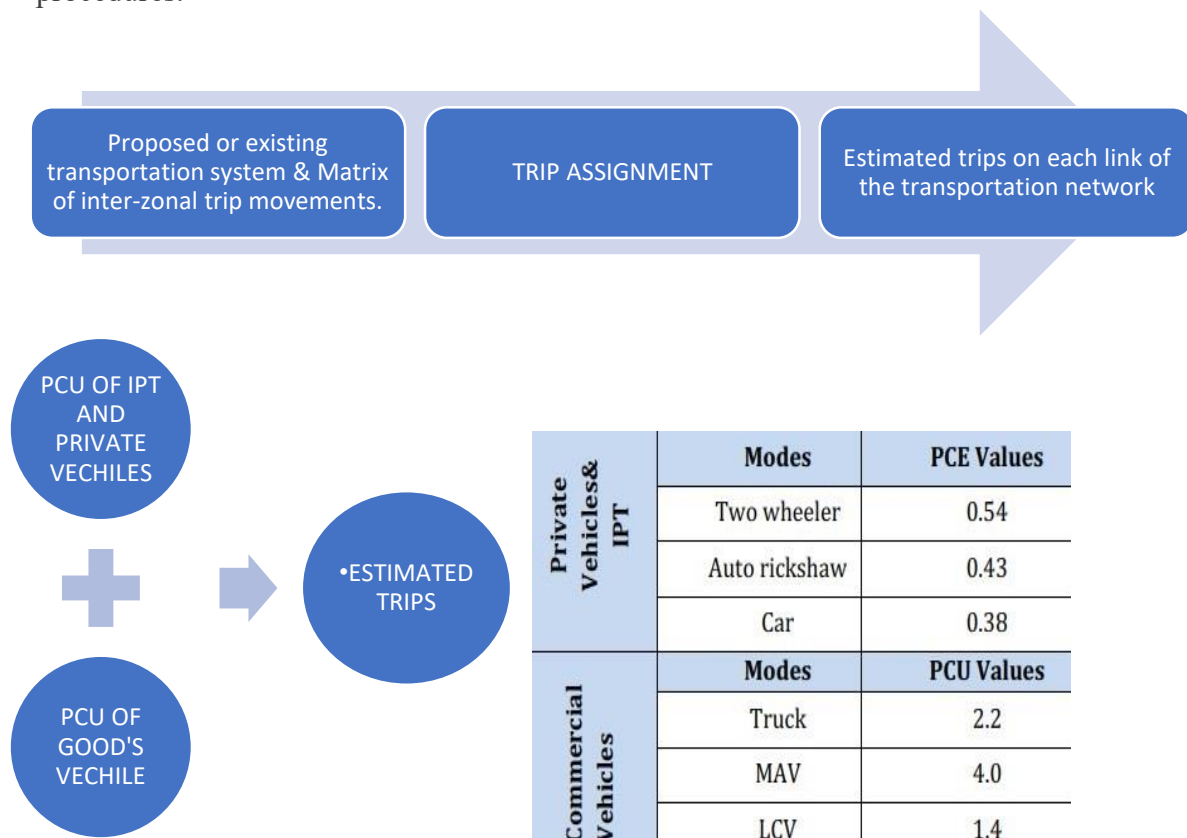 procedures.
Proposed or existing
transportation system & Matrix
of inter-zonal trip movements.
TRIP ASSIGNMENT
Estimated trips on each link of
the transportation network
PCU OF IPT
AND
PRIVATE
VECHILES
•ESTIMATED
TRIPS
PCU OF
GOOD'S
VECHILE
Private
Vehicles&
IPT
Modes PCE Values
Two wheeler 0.54
Auto rickshaw 0.43
Car 0.38
Commercial
Vehicles
Modes PCU Values
Truck 2.2
MAV 4.0
LCV 1.4